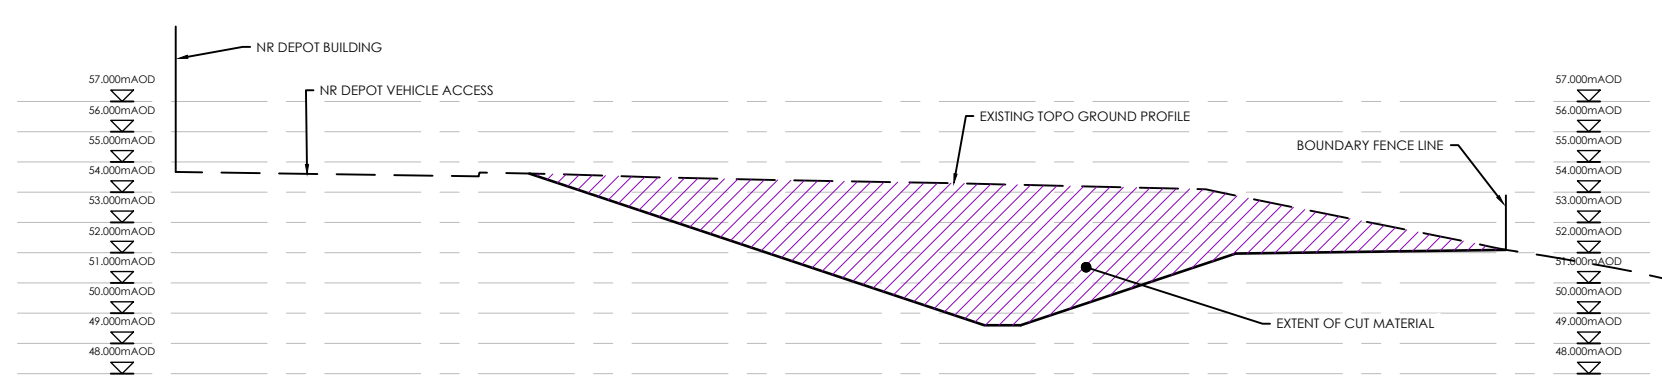 NR DEPOT BUILDING
57.000mAOD
57.000mAOD
NR DEPOT VEHICLE ACCESS
56.000mAOD
56.000mAOD
EXISTING TOPO GROUND PROFILE
55.000mAOD
55.000mAOD
BOUNDARY FENCE LINE
54.000mAOD
54.000mAOD
53.000mAOD
53.000mAOD
52.000mAOD
52.000mAOD
51.000mAOD
51.000mAOD
50.000mAOD
50.000mAOD
49.000mAOD
49.000mAOD
EXTENT OF CUT MATERIAL
48.000mAOD
48.000mAOD